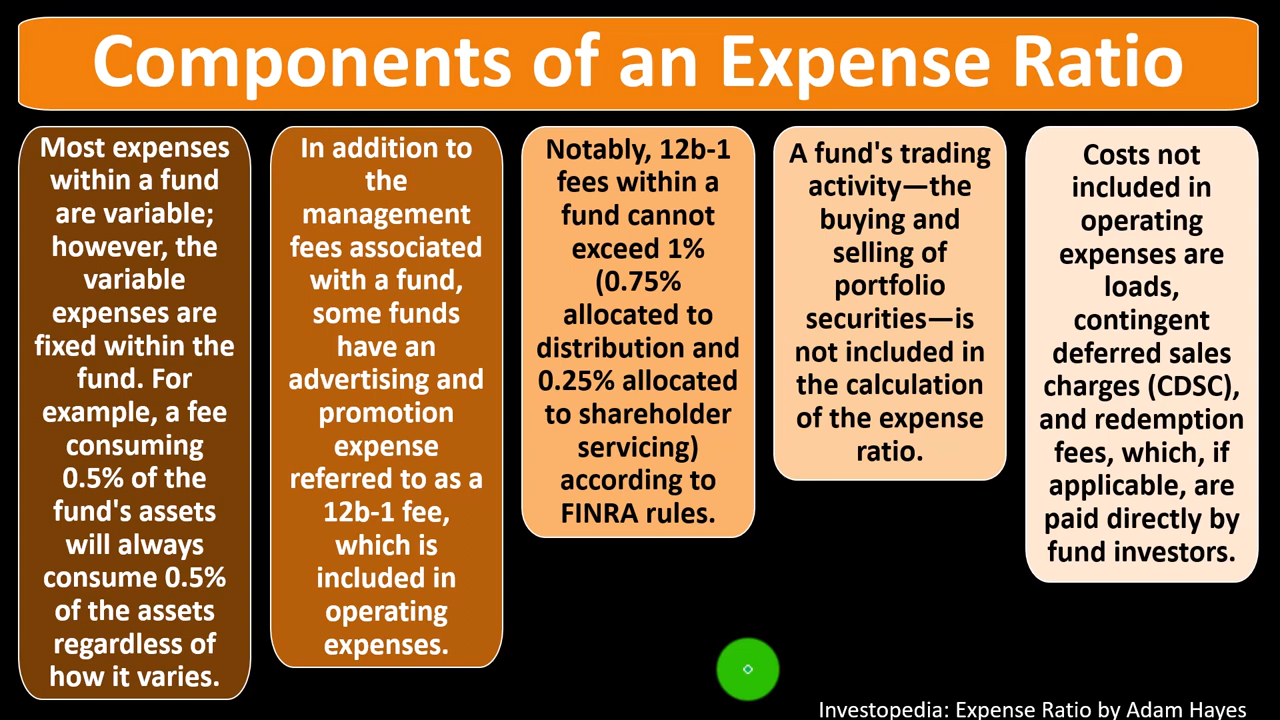 Components of an Expense Ratio
Most expenses
within a fund
are variable;
however, the
variable
expenses are
fixed within the
fund. For
example, a fee
consuming
0.5% of the
fund's assets
will always
consume 0.5%
of the assets
regardless of
how it varies.
In addition to
the
management
fees associated
with a fund,
some funds
have an
advertising and
promotion
expense
referred to as a
12b-1 fee,
which is
included in
operating
expenses.
Notably, 12b-1
fees within a
fund cannot
exceed 1%
(0.75%
allocated to
distribution and
0.25% allocated
to shareholder
servicing)
according to
FINRA rules.
A fund's trading
activity—the
buying and
selling of
portfolio
securities—is
not included in
the calculation
of the expense
ratio.
Costs not
included in
operating
expenses are
loads,
contingent
deferred sales
charges (CDSC),
and redemption
fees, which, if
applicable, are
paid directly by
fund investors.
Investopedia: Expense Ratio by Adam Hayes